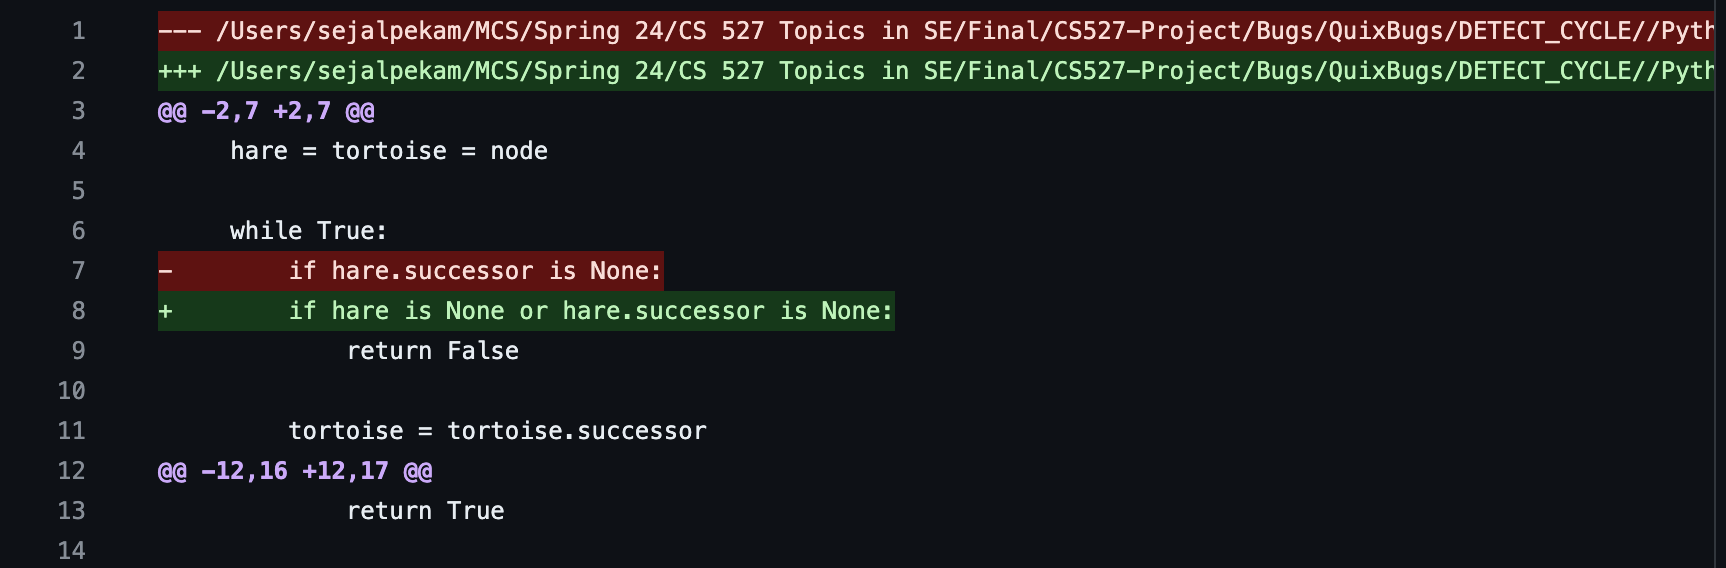 1 --- /Users/sejalpekam/MCS/Spring 24/CS 527 Topics in SE/Final/CS527-Project/Bugs/QuixBugs/DETECT_CYCLE//Pyth
2 +++ /Users/sejalpekam/MCS/Spring 24/CS 527 Topics in SE/Final/CS527-Project/Bugs/QuixBugs/DETECT_CYCLE//Pyth
3 @@ -2,7 +2,7 @@
4      hare = tortoise = node
5
6      while True:
7 -        if hare.successor is None:
8 +        if hare is None or hare.successor is None:
9              return False
10
11         tortoise = tortoise.successor
12 @@ -12,16 +12,17 @@
13             return True
14